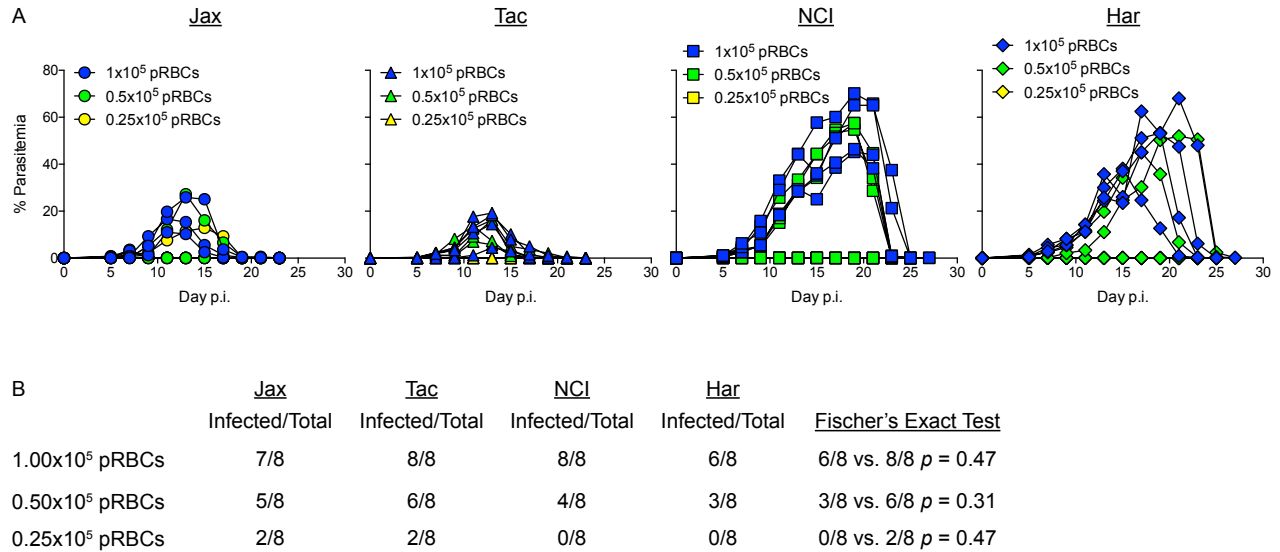 A
Jax
Tac
NCI
Har
1x10⁵ pRBCs
0.5x10⁵ pRBCs
0.25x10⁵ pRBCs
1x10⁵ pRBCs
0.5x10⁵ pRBCs
0.25x10⁵ pRBCs
1x10⁵ pRBCs
0.5x10⁵ pRBCs
0.25x10⁵ pRBCs
1x10⁵ pRBCs
0.5x10⁵ pRBCs
0.25x10⁵ pRBCs
% Parasitemia
80
60
40
20
0
0 5 10 15 20 25 30
0 5 10 15 20 25 30
0 5 10 15 20 25 30
0 5 10 15 20 25 30
Day p.i.
Day p.i.
Day p.i.
Day p.i.
B
Jax Tac NCI Har
Infected/Total Infected/Total Infected/Total Infected/Total Fischer's Exact Test
1.00x10⁵ pRBCs 7/8 8/8 8/8 6/8 6/8 vs. 8/8 p = 0.47
0.50x10⁵ pRBCs 5/8 6/8 4/8 3/8 3/8 vs. 6/8 p = 0.31
0.25x10⁵ pRBCs 2/8 2/8 0/8 0/8 0/8 vs. 2/8 p = 0.47